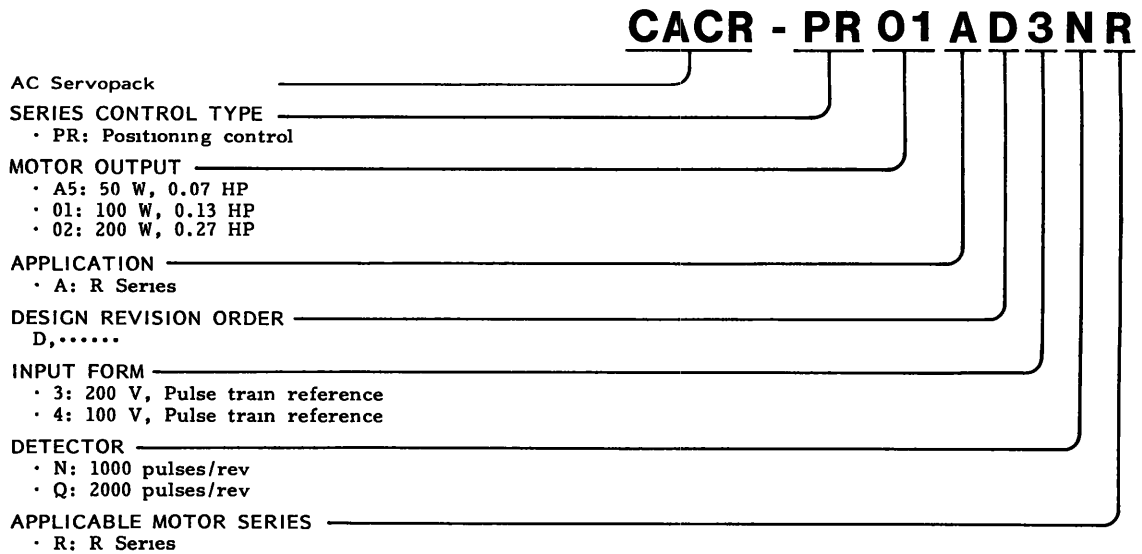 CACR - PR 01 A D 3 N R
AC Servopack
SERIES CONTROL TYPE
· PR: Positioning control
MOTOR OUTPUT
· A5: 50 W, 0.07 HP
· 01: 100 W, 0.13 HP
· 02: 200 W, 0.27 HP
APPLICATION
· A: R Series
DESIGN REVISION ORDER
D,······
INPUT FORM
· 3: 200 V, Pulse train reference
· 4: 100 V, Pulse train reference
DETECTOR
· N: 1000 pulses/rev
· Q: 2000 pulses/rev
APPLICABLE MOTOR SERIES
· R: R Series